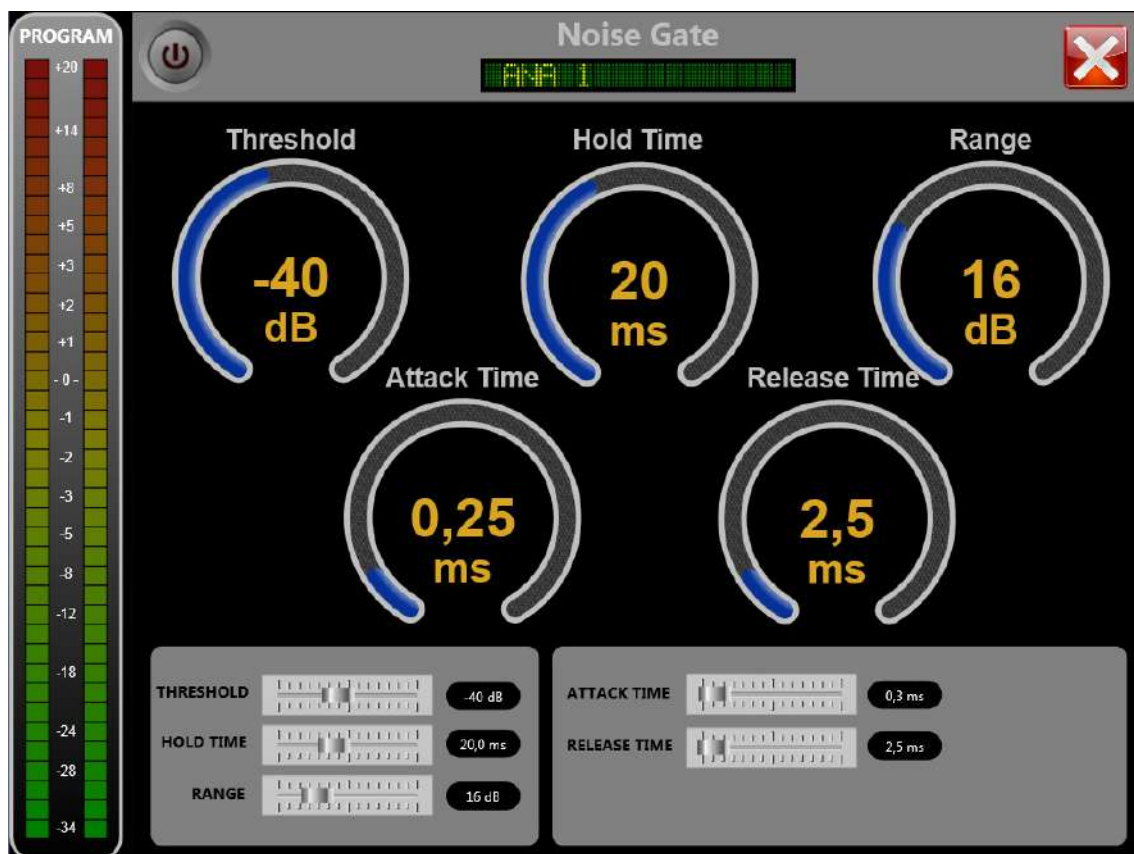 PROGRAM
+20
+14
+8
+5
+3
+2
+1
- 0 -
-1
-2
-3
-5
-8
-12
-18
-24
-28
-34
Noise Gate
ANA 1
Threshold
-40
dB
Hold Time
20
ms
Range
16
dB
Attack Time
0,25
ms
Release Time
2,5
ms
THRESHOLD
-40 dB
HOLD TIME
20,0 ms
RANGE
16 dB
ATTACK TIME
0,3 ms
RELEASE TIME
2,5 ms